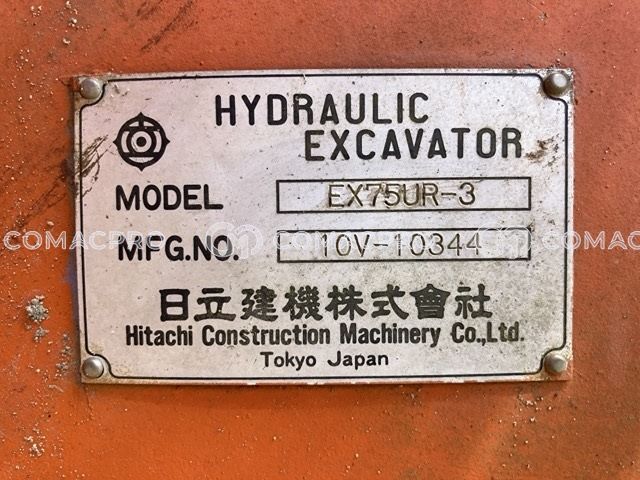 HYDRAULIC
EXCAVATOR
MODEL EX75UR-3
MFG.NO. 10V-10344
COMACPRO COMACPRO
日立建機株式會社
Hitachi Construction Machinery Co.,Ltd.
Tokyo Japan